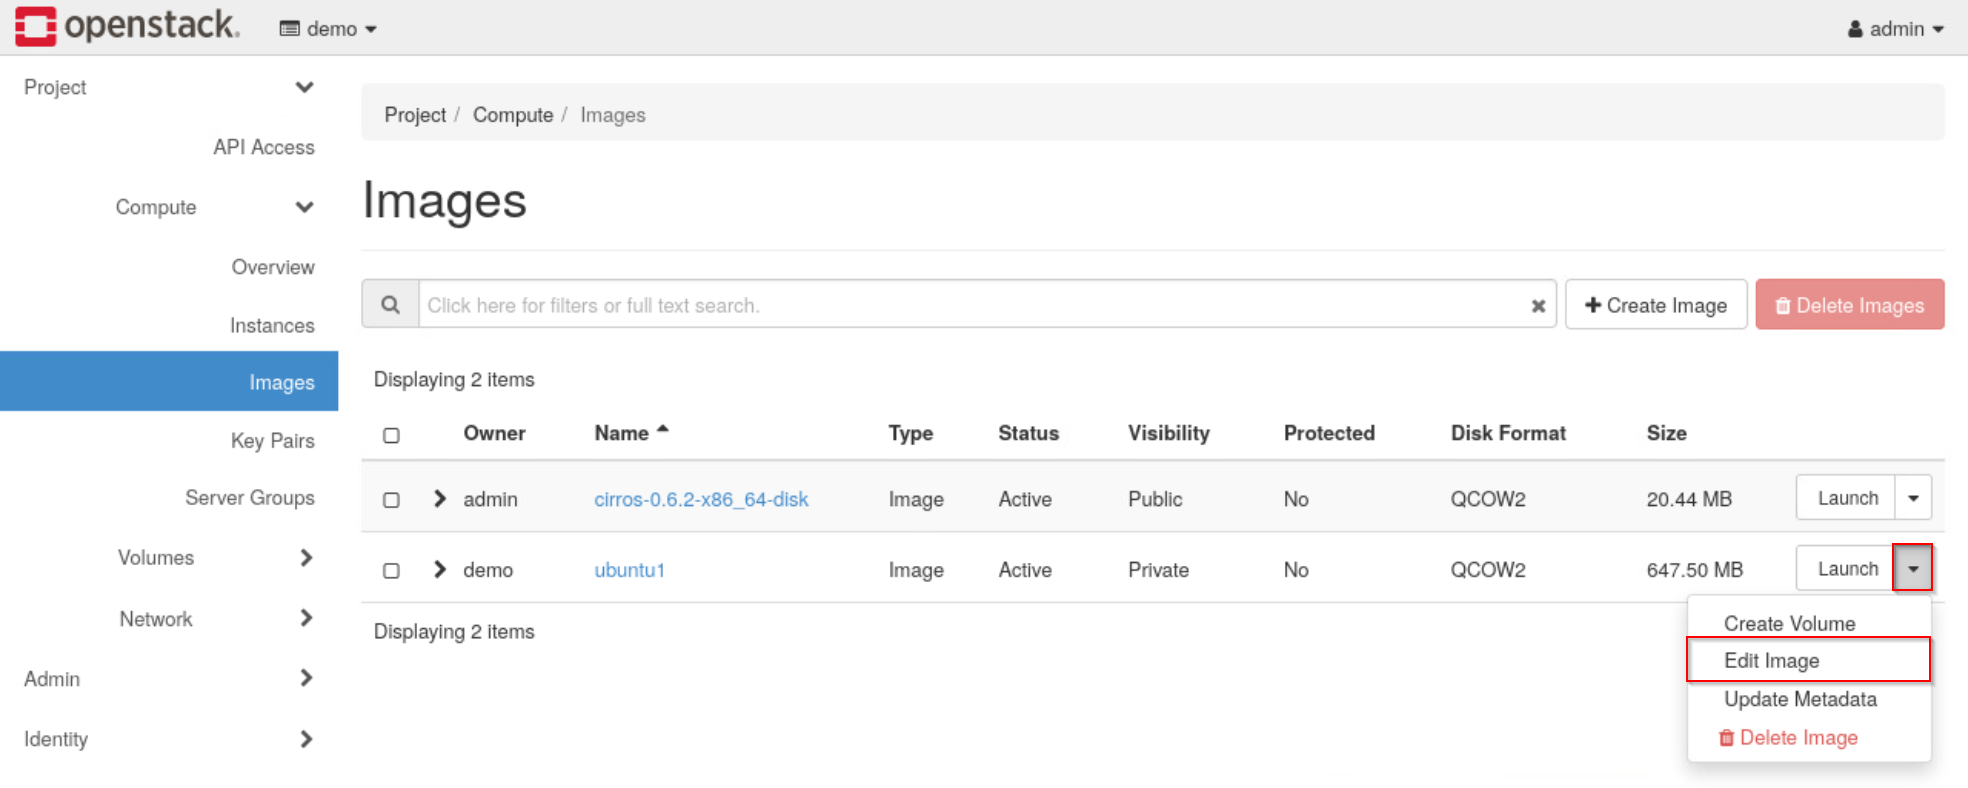 openstack. demo admin
Project
API Access
Compute
Overview
Instances
Images
Key Pairs
Server Groups
Volumes
Network
Admin
Identity
Project / Compute / Images
Images
Click here for filters or full text search. Create Image Delete Images
Displaying 2 items
Owner Name Type Status Visibility Protected Disk Format Size
admin cirros-0.6.2-x86_64-disk Image Active Public No QCOW2 20.44 MB Launch
demo ubuntu1 Image Active Private No QCOW2 647.50 MB Launch
Displaying 2 items
Create Volume
Edit Image
Update Metadata
Delete Image